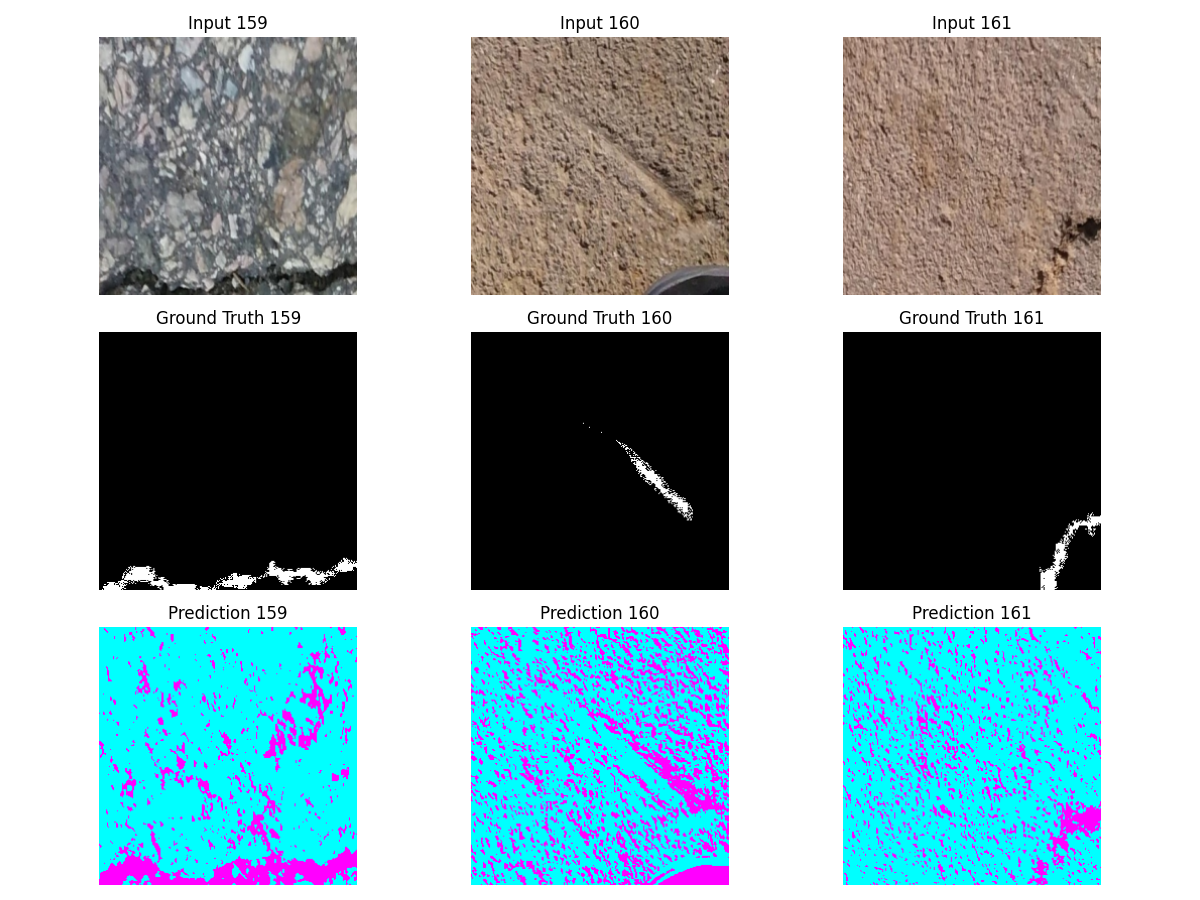 Input 159
Input 160
Input 161
Ground Truth 159
Ground Truth 160
Ground Truth 161
Prediction 159
Prediction 160
Prediction 161